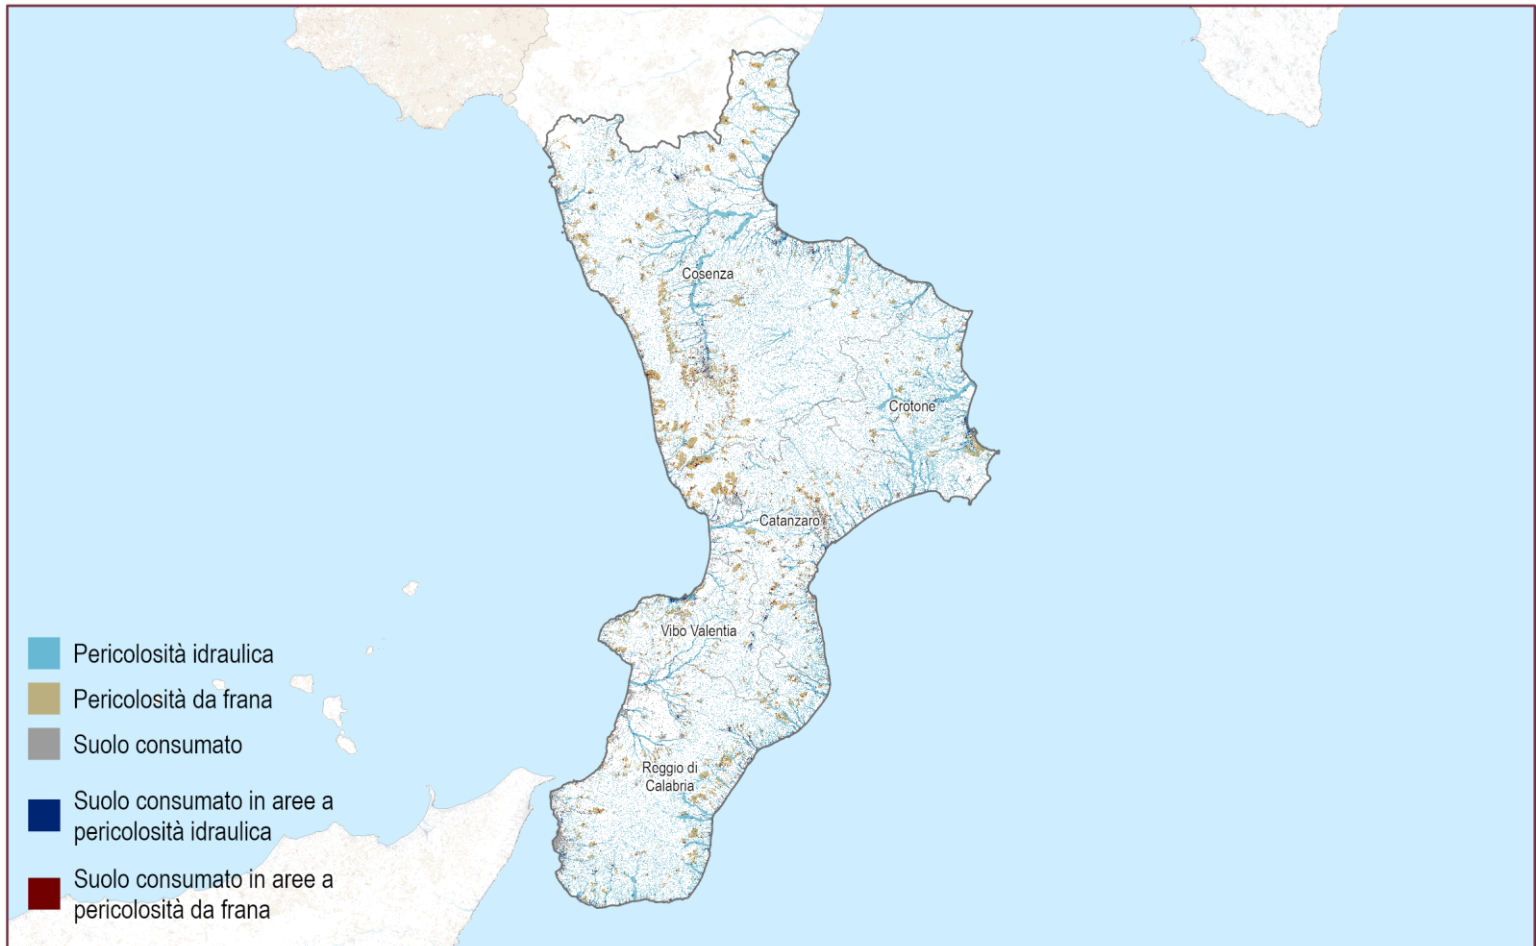 Cosenza
Crotone
Catanzaro
Vibo Valentia
Reggio di
Calabria
Pericolosità idraulica
Pericolosità da frana
Suolo consumato
Suolo consumato in aree a
pericolosità idraulica
Suolo consumato in aree a
pericolosità da frana